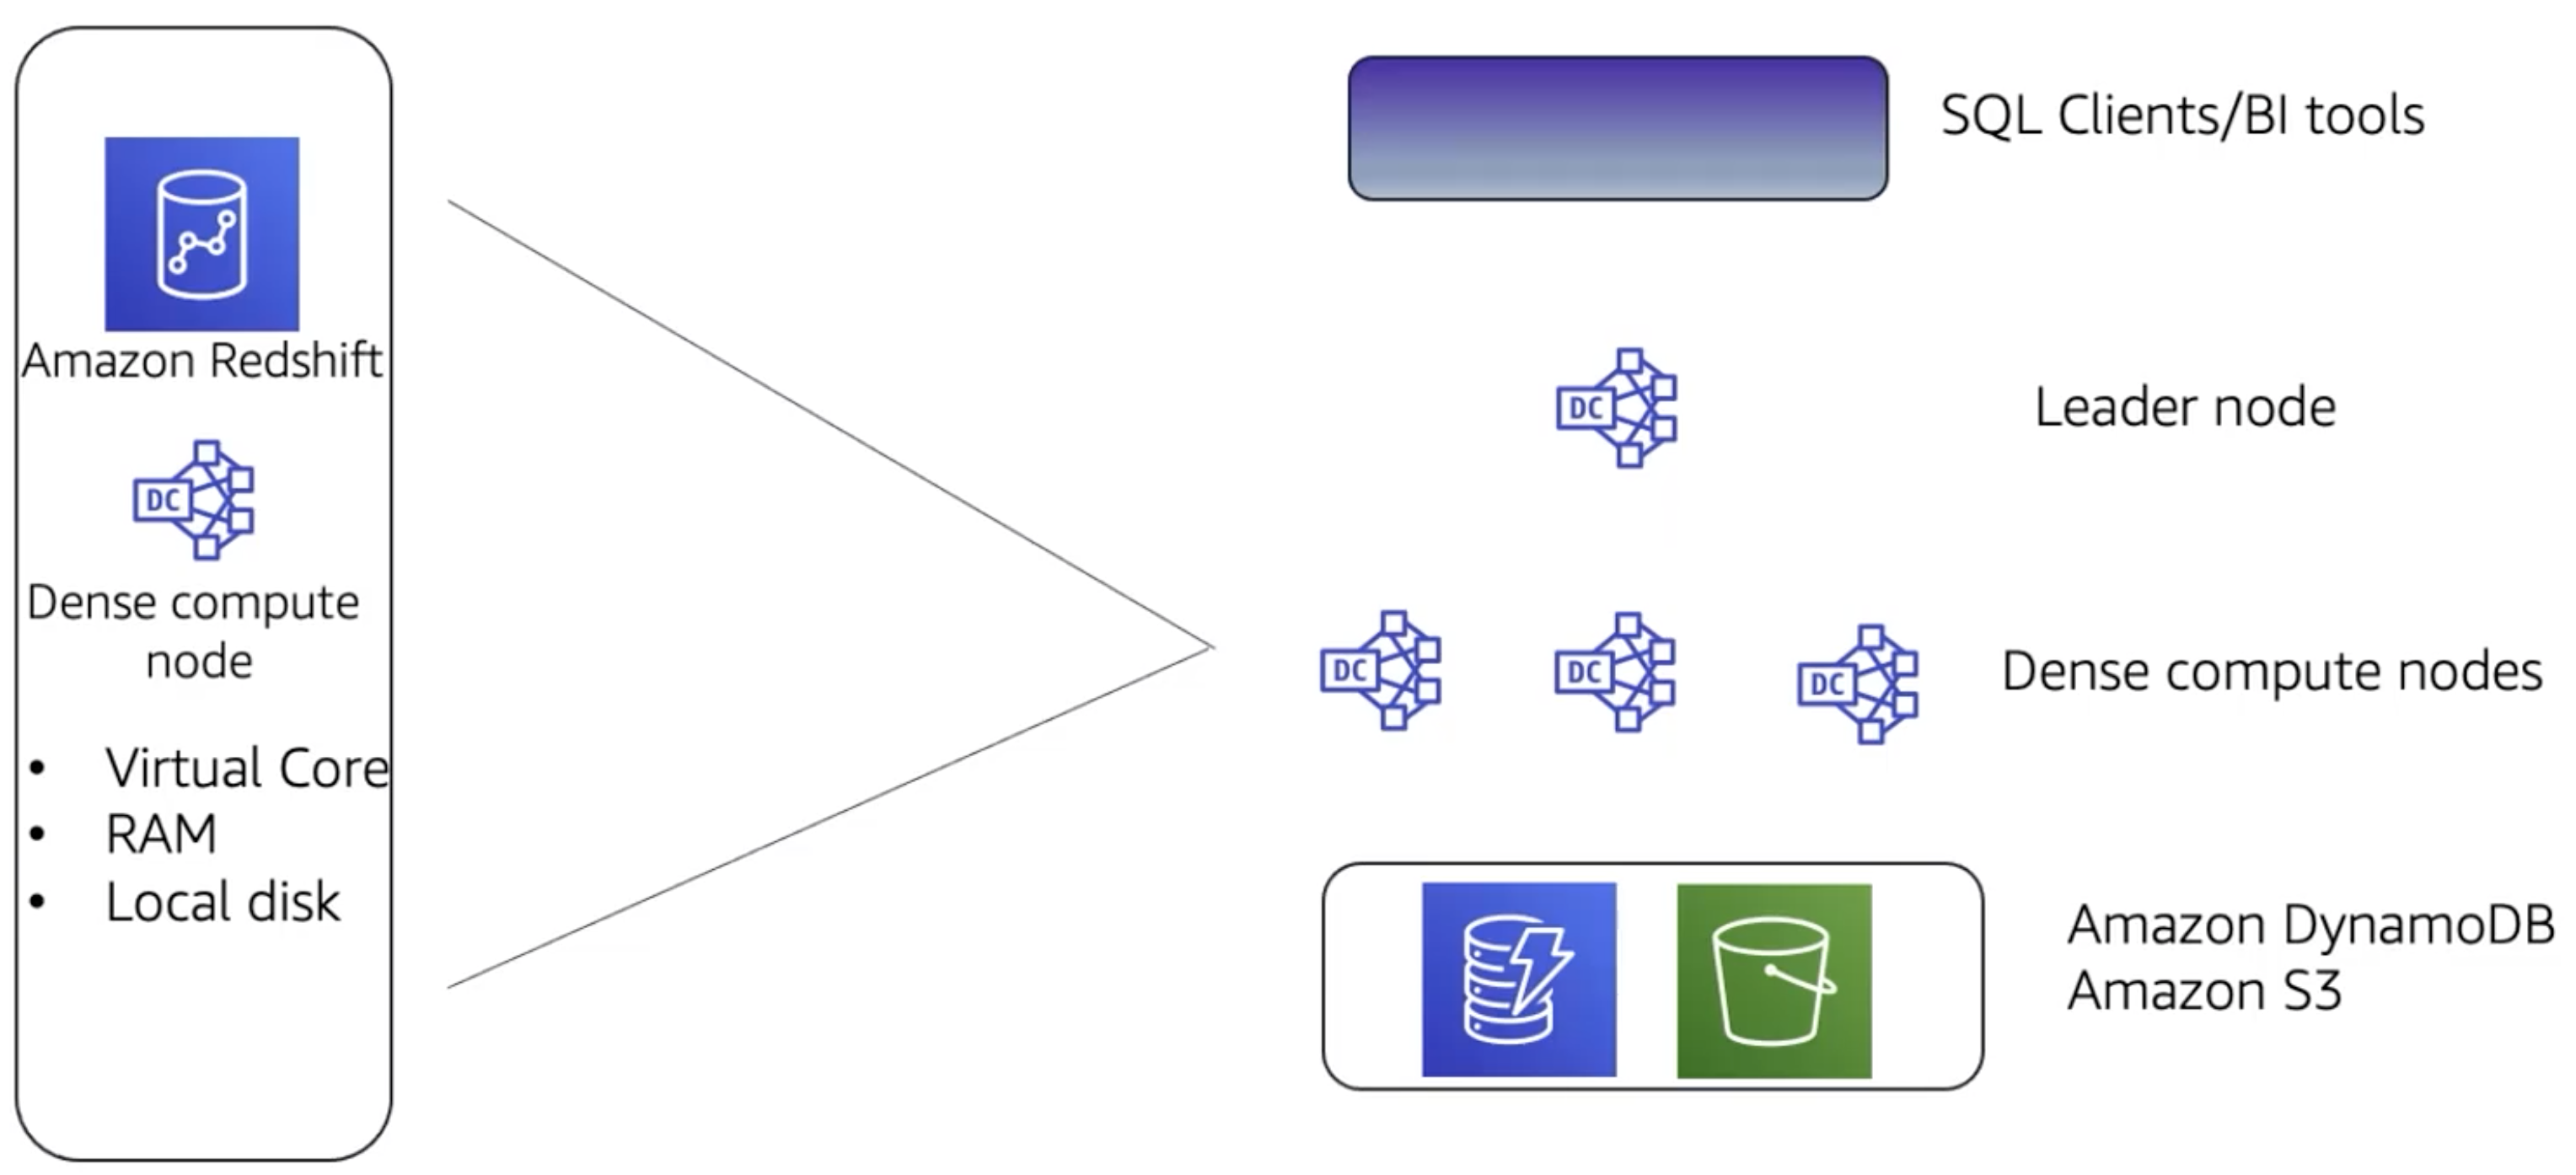 Amazon Redshift
DC
Dense compute
node
• Virtual Core
• RAM
• Local disk
SQL Clients/BI tools
DC
Leader node
DC DC DC
Dense compute nodes
Amazon DynamoDB
Amazon S3